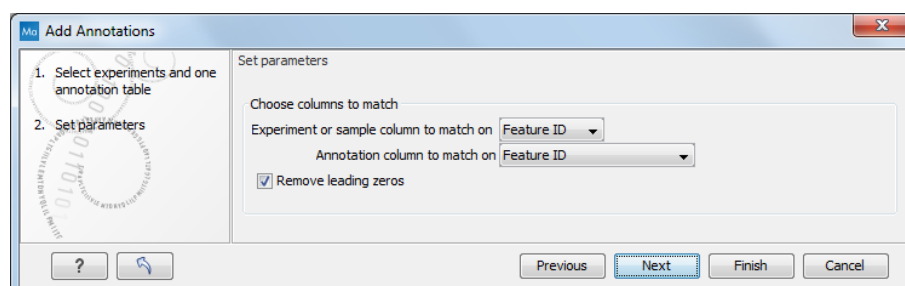 Ma Add Annotations
1. Select experiments and one
annotation table
2. Set parameters
Set parameters
Choose columns to match
Experiment or sample column to match on Feature ID
Annotation column to match on Feature ID
Remove leading zeros
? Previous Next Finish Cancel